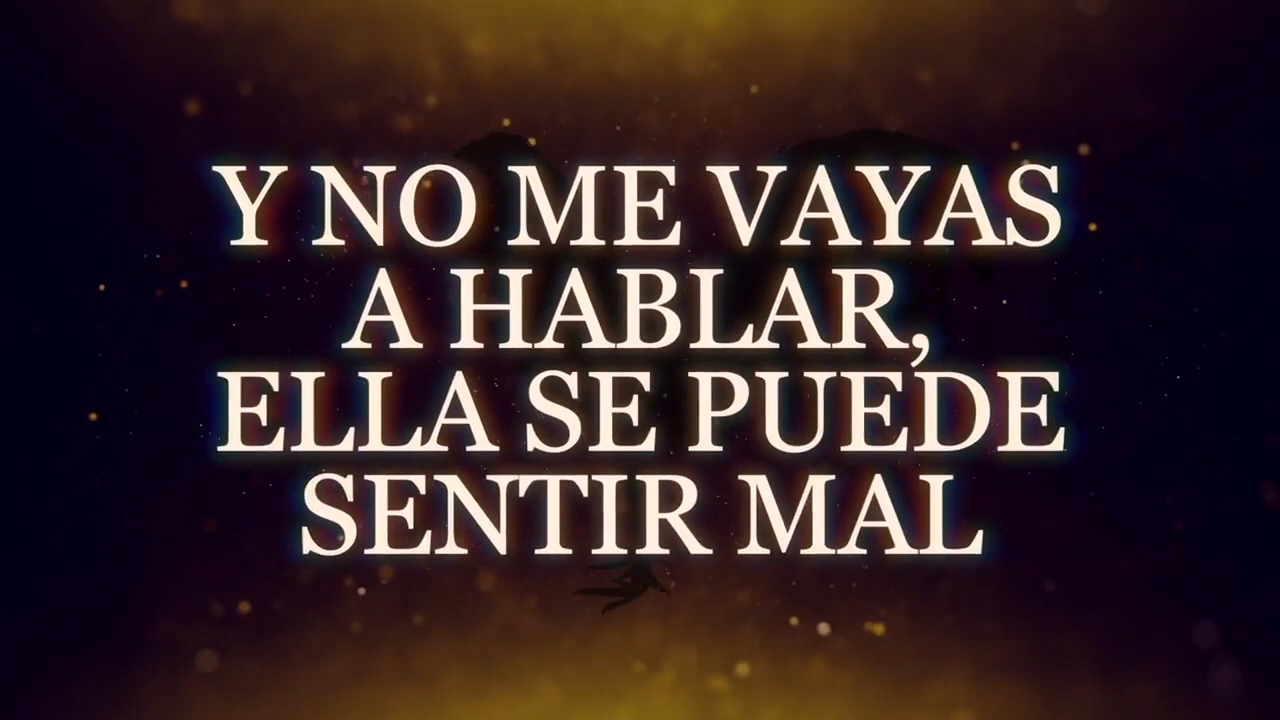 Y NO ME VAYAS
A HABLAR,
ELLA SE PUEDE
SENTIR MAL